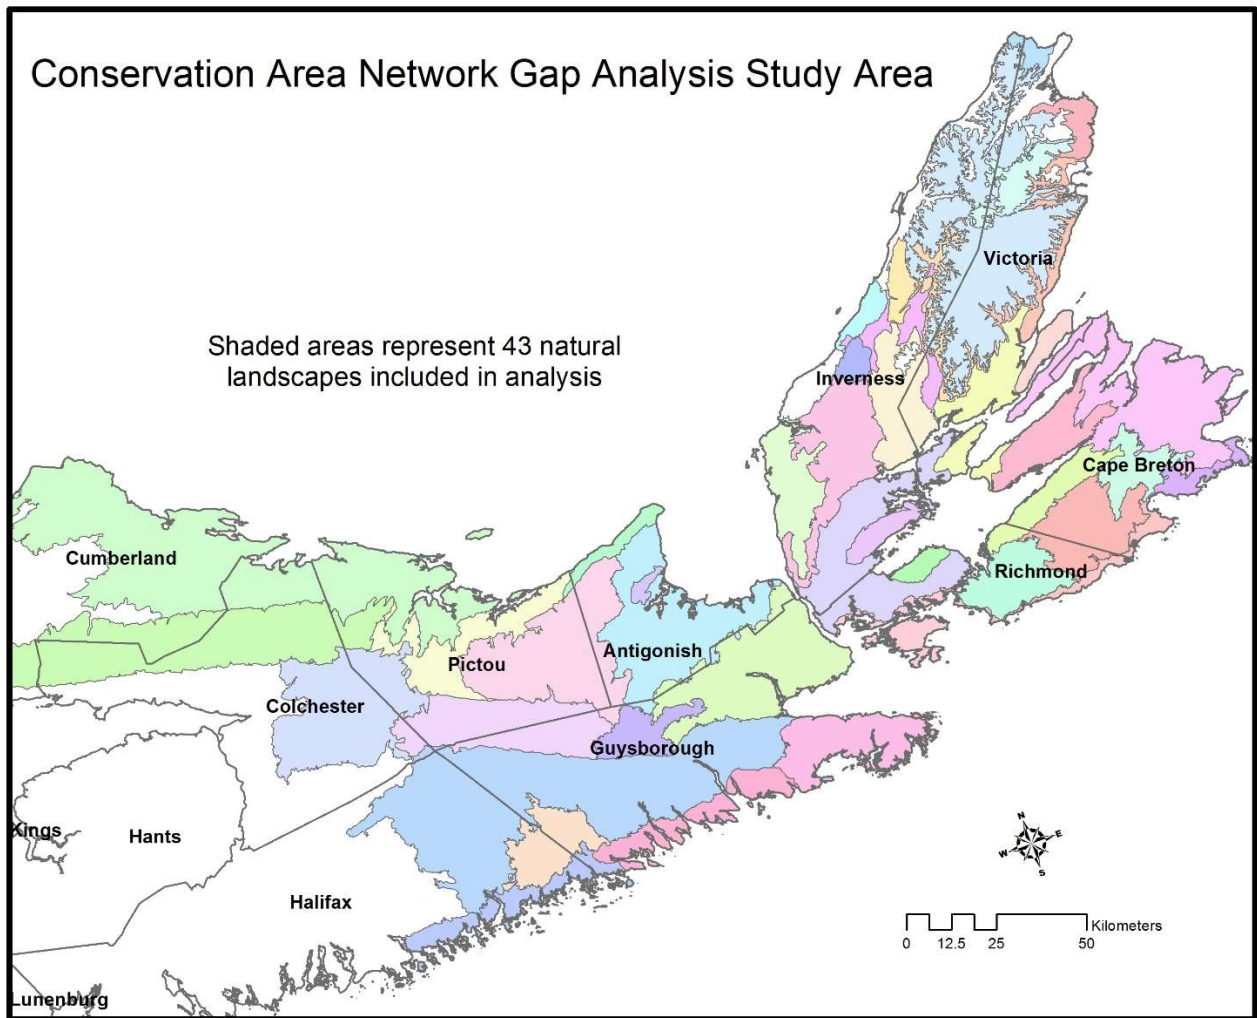 Conservation Area Network Gap Analysis Study Area
Victoria
Shaded areas represent 43 natural
landscapes included in analysis
Inverness
Cape Breton
Cumberland
Richmond
Antigonish
Pictou
Colchester
Guysborough
Kings
Hants
N
E
W
S
Halifax
Kilometers
0 12.5 25 50
Lunenburg